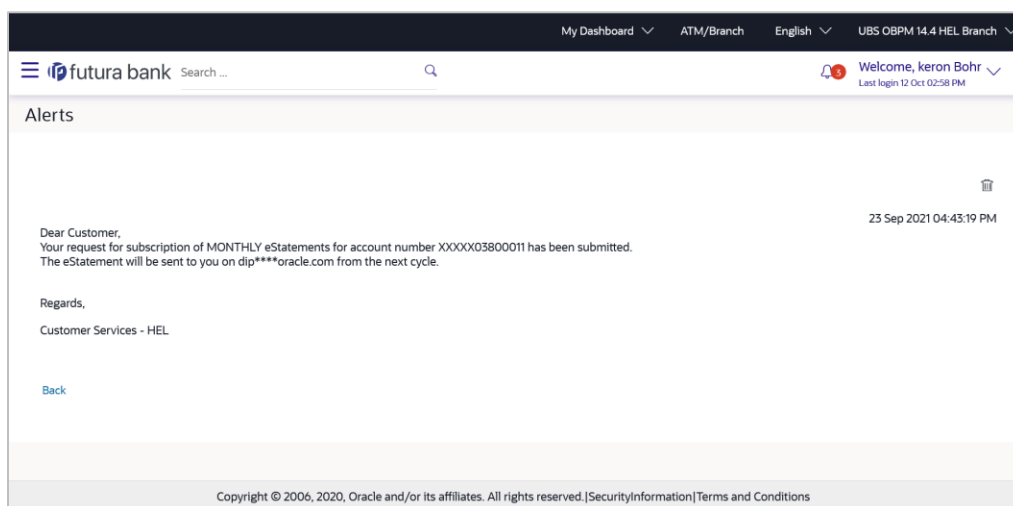 My Dashboard ATM/Branch English UBS OBPM 14.4 HEL Branch
futura bank Search ... 3 Welcome, keron Bohr
Last login 12 Oct 02:58 PM
Alerts
23 Sep 2021 04:43:19 PM
Dear Customer,
Your request for subscription of MONTHLY eStatements for account number XXXXX03800011 has been submitted.
The eStatement will be sent to you on dip****oracle.com from the next cycle.
Regards,
Customer Services - HEL
Back
Copyright © 2006, 2020, Oracle and/or its affiliates. All rights reserved.|SecurityInformation|Terms and Conditions